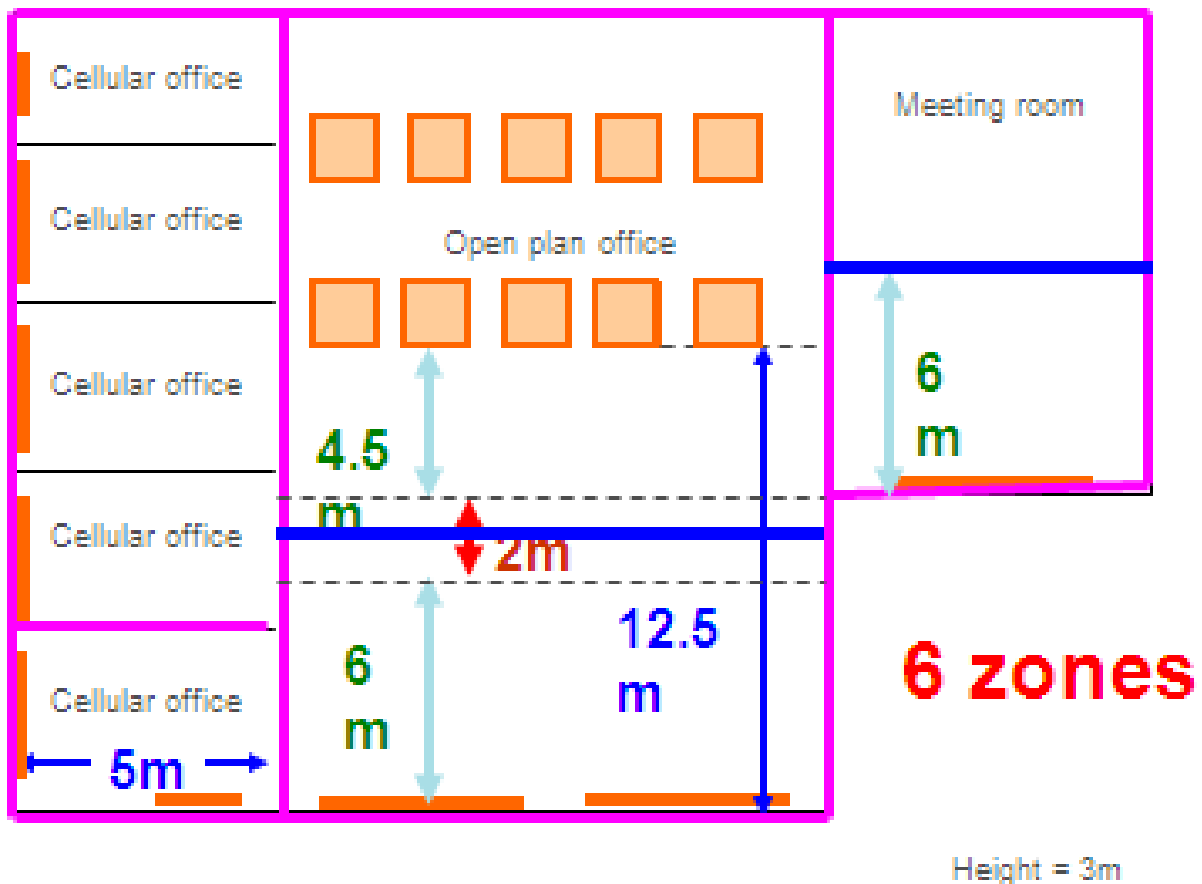 Cellular office
Meeting room
Cellular office
Open plan office
Cellular office
6
m
4.5
m
Cellular office
2m
12.5
m
6
m
6 zones
Cellular office
5m
Height = 3m